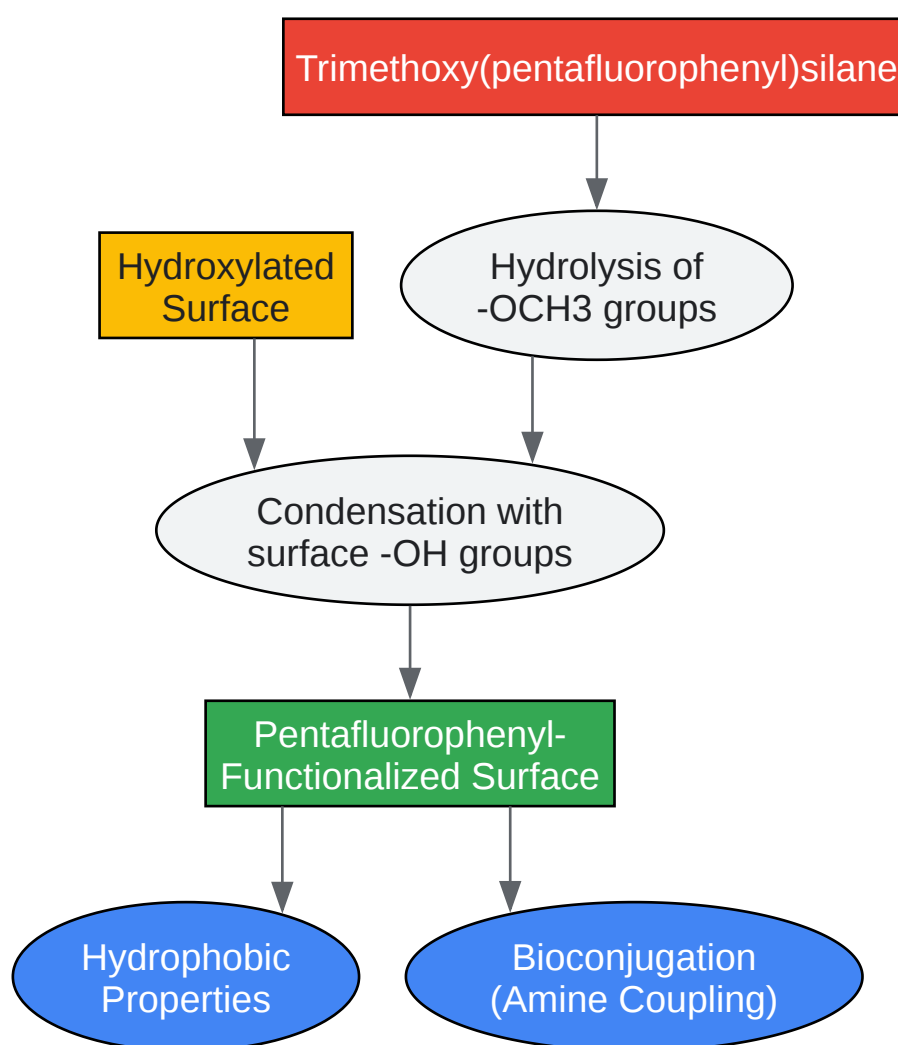 Trimethoxy(pentafluorophenyl)silane
Hydroxylated
Surface
Hydrolysis of
-OCH3 groups
Condensation with
surface -OH groups
Pentafluorophenyl-
Functionalized Surface
Hydrophobic
Properties
Bioconjugation
(Amine Coupling)